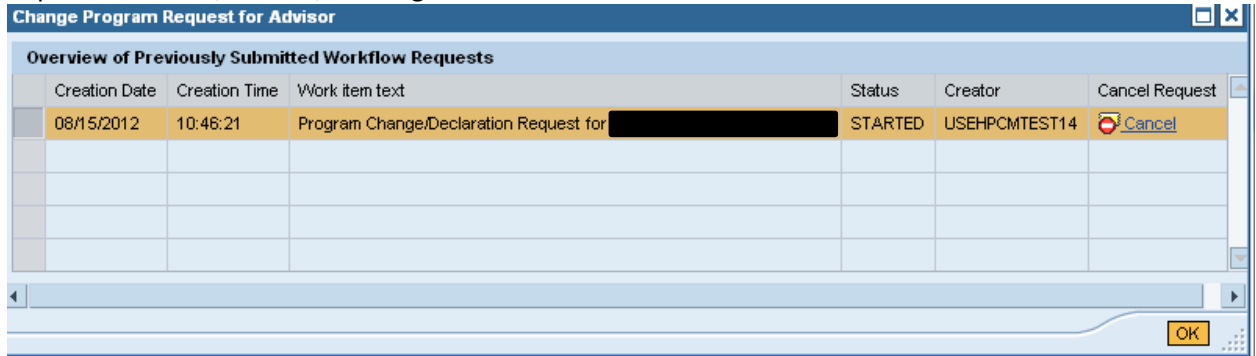 Change Program Request for Advisor
Overview of Previously Submitted Workflow Requests
Creation Date Creation Time Work item text Status Creator Cancel Request
08/15/2012 10:46:21 Program Change/Declaration Request for STARTED USEHPCMTEST14 Cancel
OK